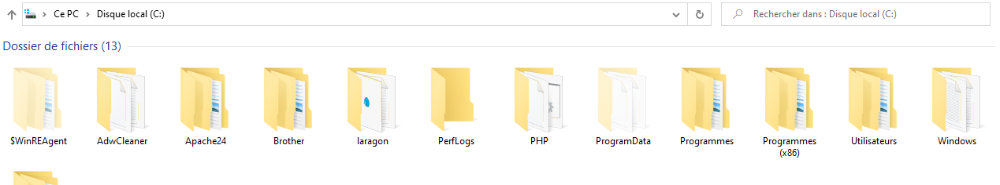 Ce PC > Disque local (C:)
Rechercher dans : Disque local (C:)
Dossier de fichiers (13)
$WinREAgent
AdwCleaner
Apache24
Brother
laragon
PerfLogs
PHP
ProgramData
Programmes
Programmes
(x86)
Utilisateurs
Windows